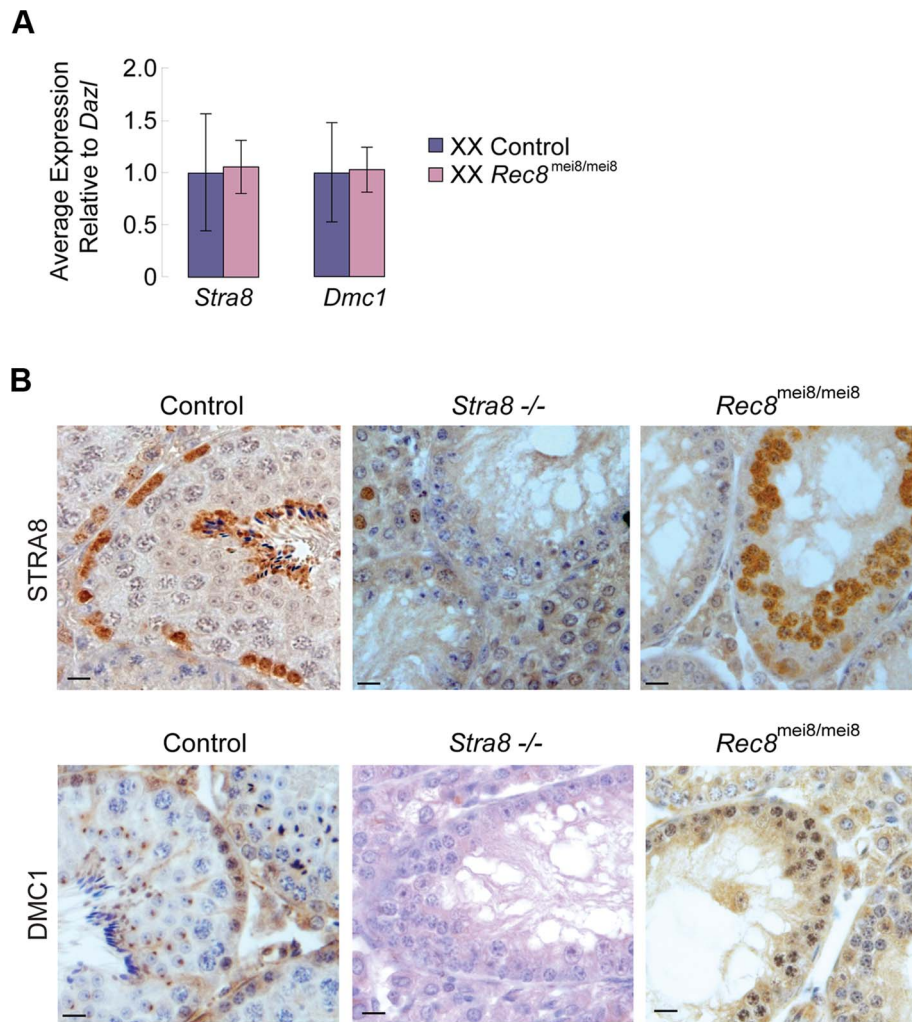 A
Average Expression
Relative to Dazl
2.0
1.5
1.0
0.5
0
Stra8 Dmc1
XX Control
XX Rec8mei8/mei8
B
Control Stra8 -/- Rec8mei8/mei8
STRA8
Control Stra8 -/- Rec8mei8/mei8
DMC1